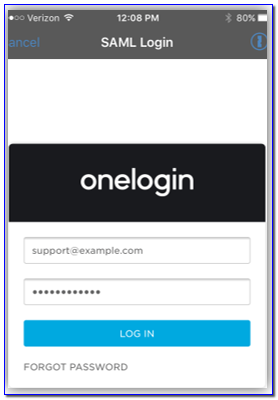 Verizon 12:08 PM 80%
ancel SAML Login
onelogin
support@example.com
••••••••••••
LOG IN
FORGOT PASSWORD